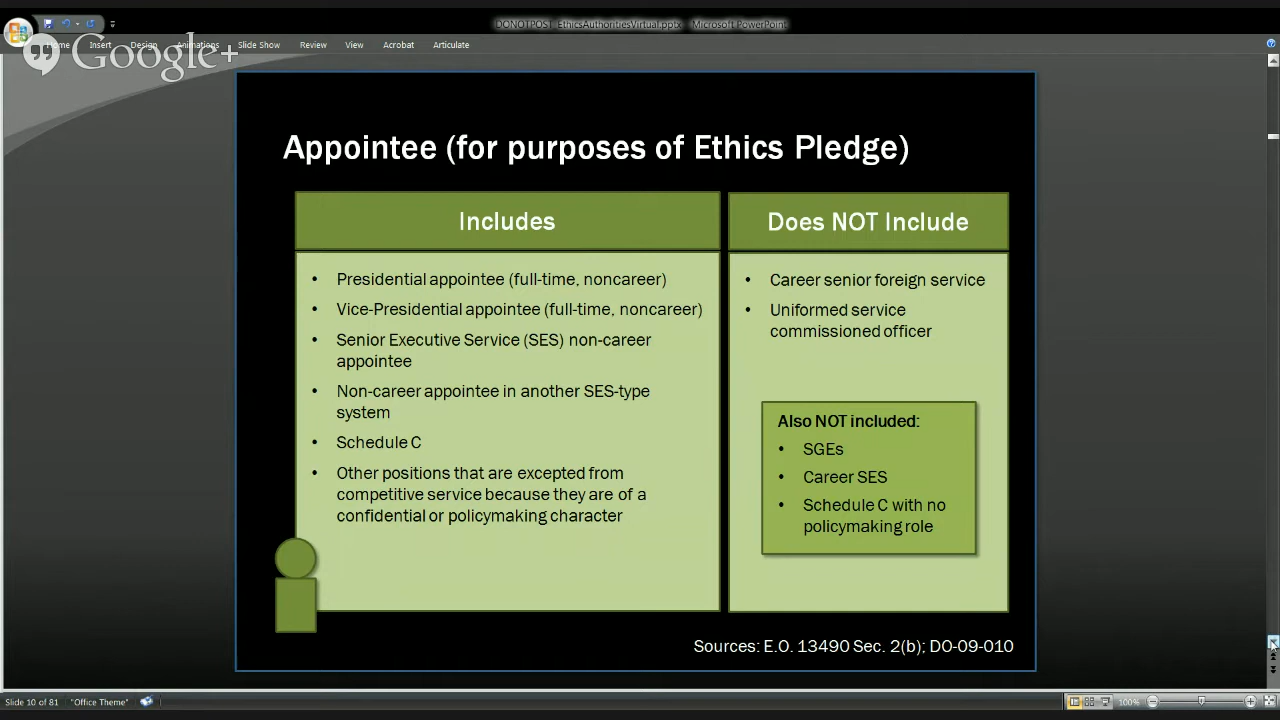 DONOTPOST_EthicsAuthoritiesVirtual.pptx - Microsoft PowerPoint
Home Insert Design Animations Slide Show Review View Acrobat Articulate
Google+
Appointee (for purposes of Ethics Pledge)
Includes
• Presidential appointee (full-time, noncareer)
• Vice-Presidential appointee (full-time, noncareer)
• Senior Executive Service (SES) non-career
appointee
• Non-career appointee in another SES-type
system
• Schedule C
• Other positions that are excepted from
competitive service because they are of a
confidential or policymaking character
Does NOT Include
• Career senior foreign service
• Uniformed service
commissioned officer
Also NOT included:
• SGEs
• Career SES
• Schedule C with no
policymaking role
Sources: E.O. 13490 Sec. 2(b); DO-09-010
Slide 10 of 81 "Office Theme" 100%